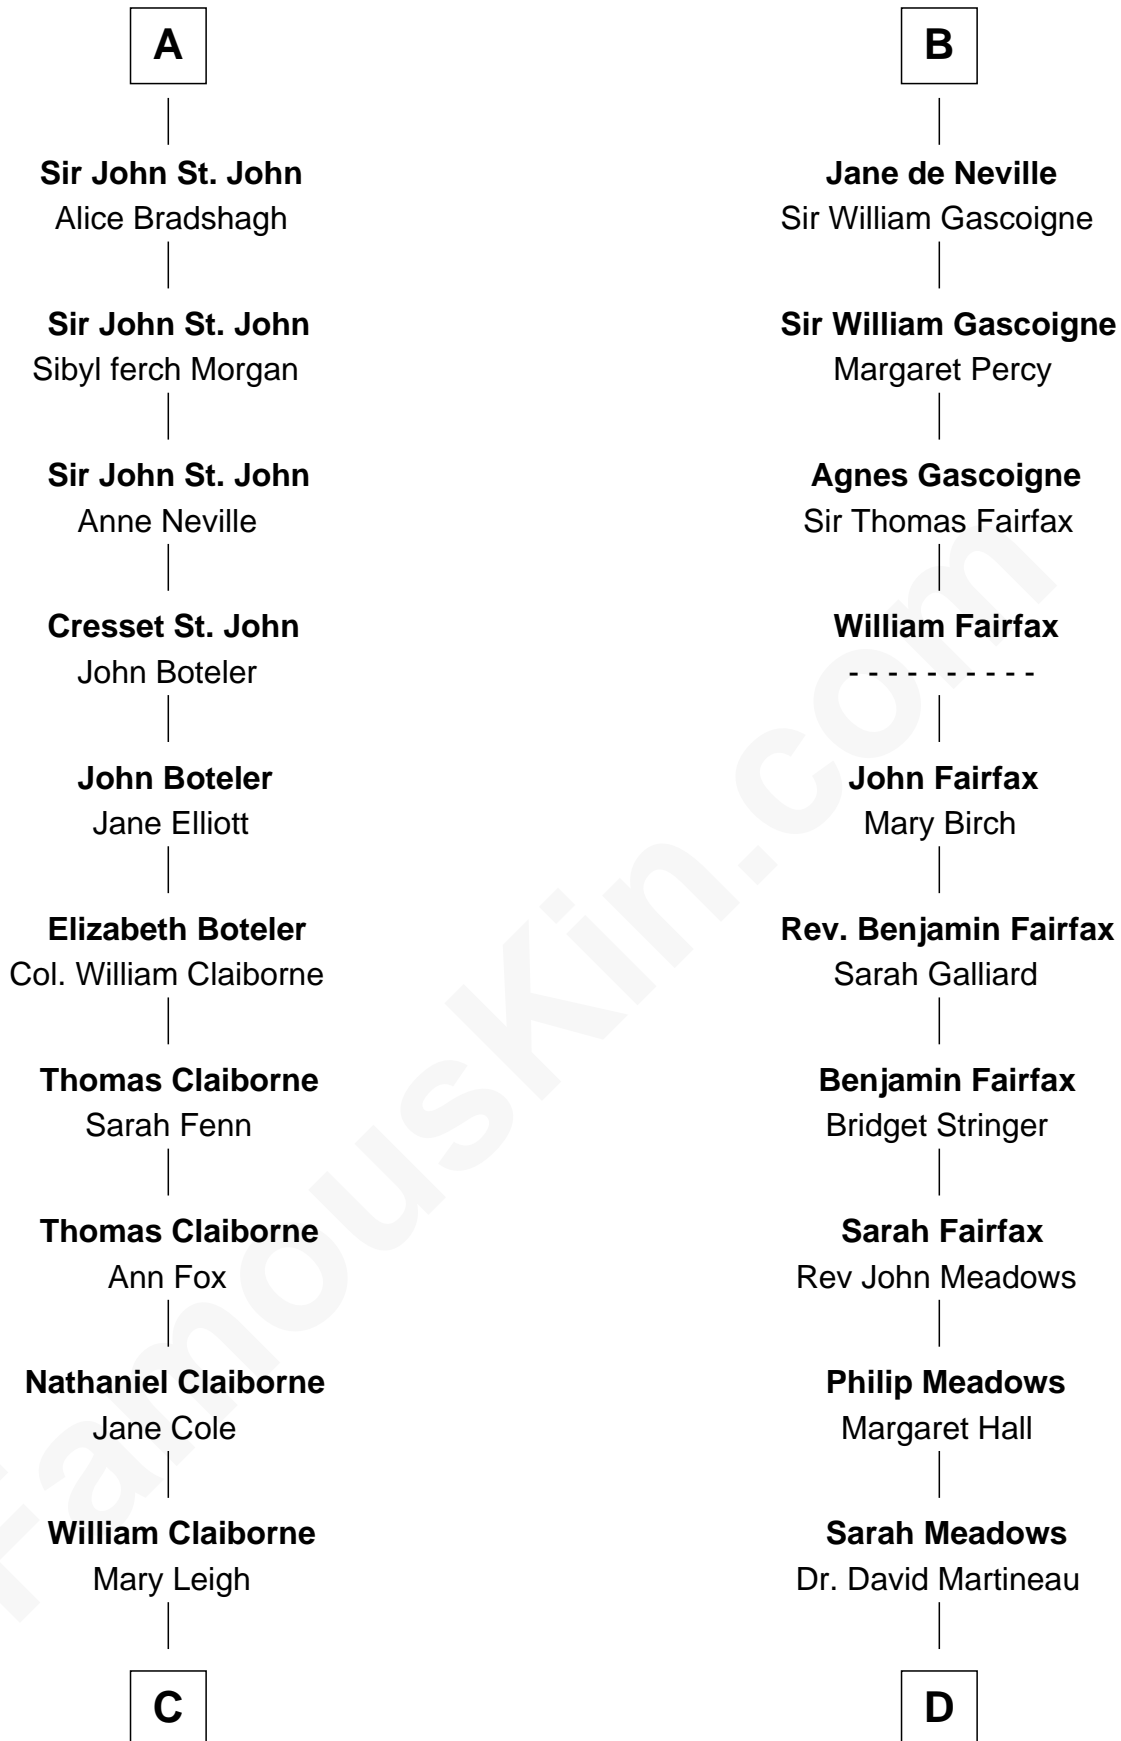 A
Sir John St. John
Alice Bradshagh
Sir John St. John
Sibyl ferch Morgan
Sir John St. John
Anne Neville
Cresset St. John
John Boteler
John Boteler
Jane Elliott
Elizabeth Boteler
Col. William Claiborne
Thomas Claiborne
Sarah Fenn
Thomas Claiborne
Ann Fox
Nathaniel Claiborne
Jane Cole
William Claiborne
Mary Leigh
C
B
Jane de Neville
Sir William Gascoigne
Sir William Gascoigne
Margaret Percy
Agnes Gascoigne
Sir Thomas Fairfax
William Fairfax
- - - - - - - - - -
John Fairfax
Mary Birch
Rev. Benjamin Fairfax
Sarah Galliard
Benjamin Fairfax
Bridget Stringer
Sarah Fairfax
Rev John Meadows
Philip Meadows
Margaret Hall
Sarah Meadows
Dr. David Martineau
D
FamousKin.com